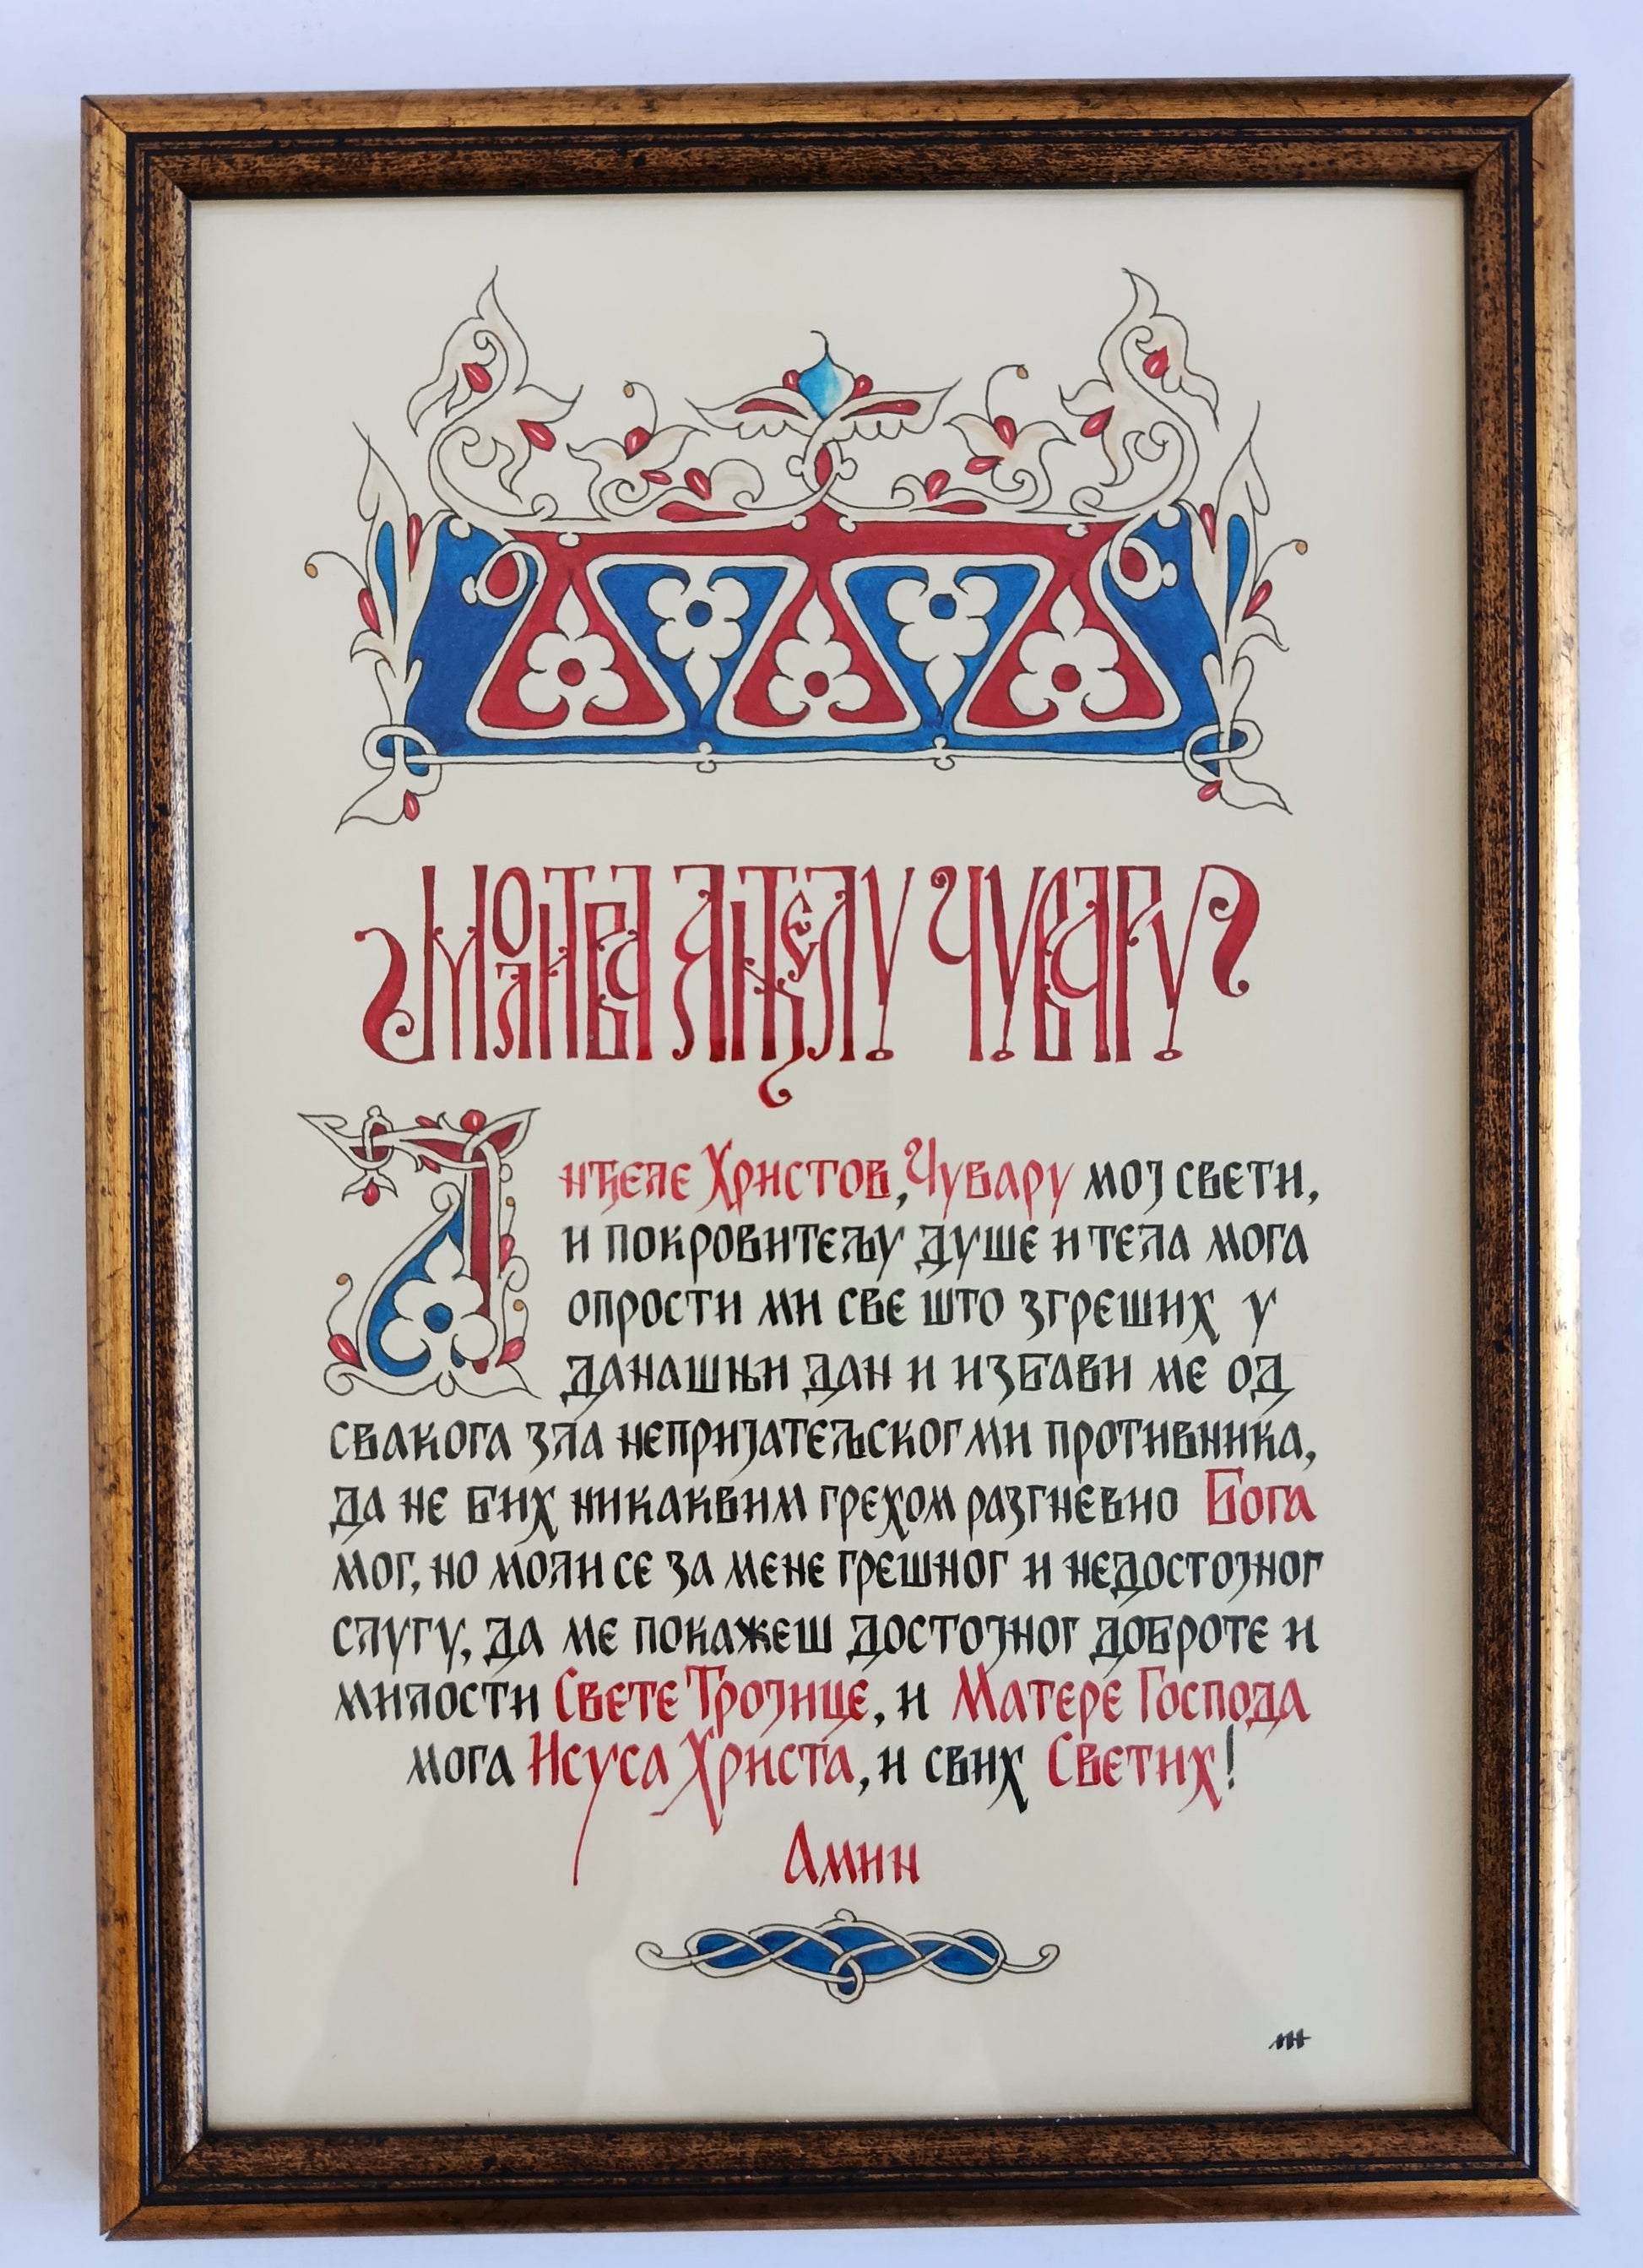 Молитва Анђелу Чувару
Анђеле Христов, Чувару мој свети,
и покровитељу душе и тела мога
опрости ми све што згреших у
данашњи дан и избави ме од
свакога зла непријатељског ми противника,
да не бих никаквим грехом разгневио Бога
мог, но моли се за мене грешног и недостојног
слугу, да ме покажеш достојног доброте и
милости Свете Тројице, и Матере Господа
мога Исуса Христа, и свих Светих!
Амин